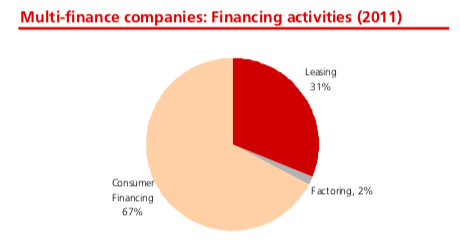 Multi-finance companies: Financing activities (2011)
Leasing
31%
Factoring, 2%
Consumer
Financing
67%